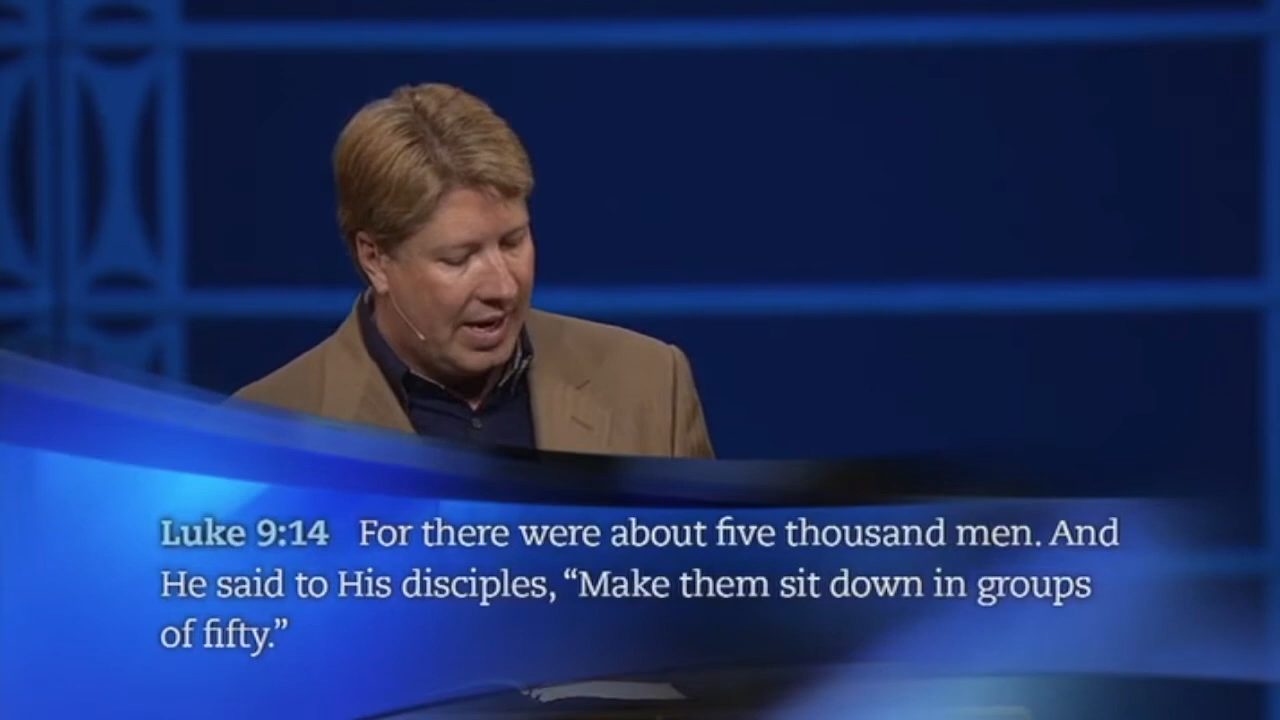 Luke 9:14 For there were about five thousand men. And
He said to His disciples, “Make them sit down in groups
of fifty.”